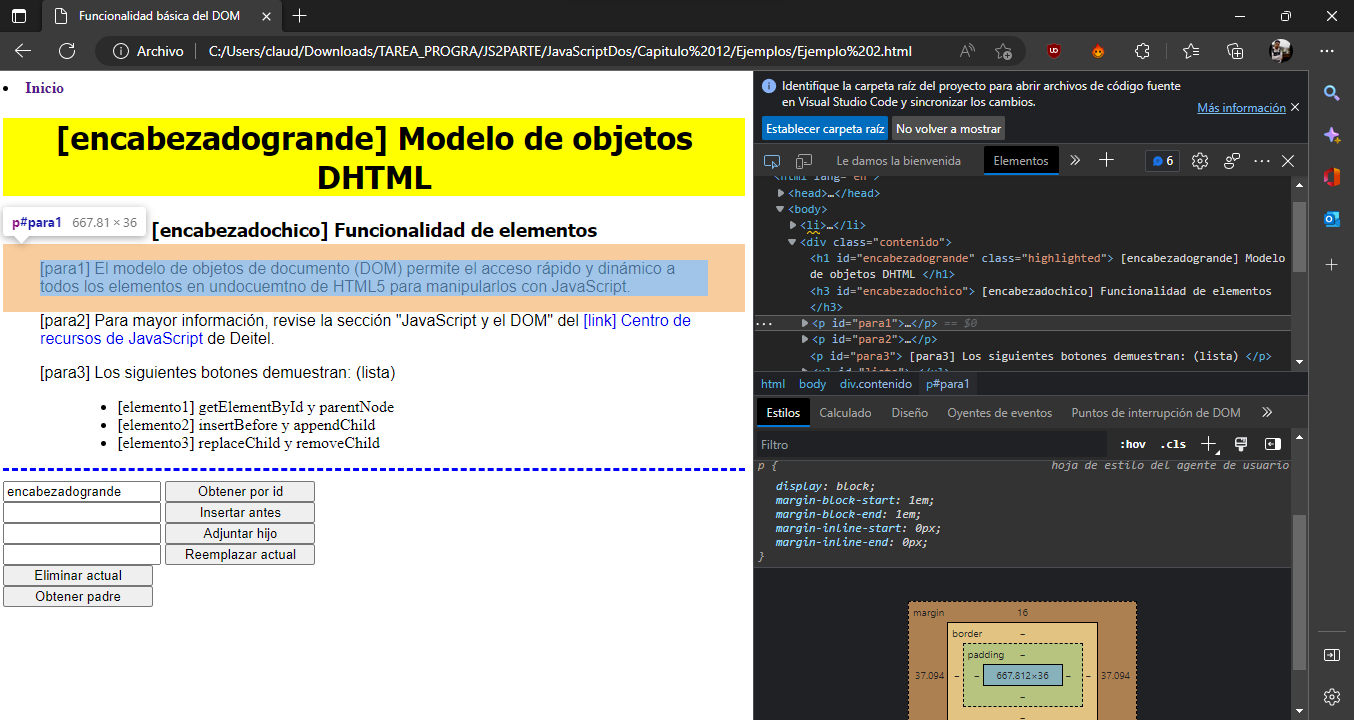 Funcionalidad básica del DOM
Archivo
C:/Users/claud/Downloads/TAREA_PROGRA/JS2PARTE/JavaScriptDos/Capitulo%2012/Ejemplos/Ejemplo%202.html
Inicio
[encabezadogrande] Modelo de objetos
DHTML
p#para1 667.81 × 36
[encabezadochico] Funcionalidad de elementos
[para1] El modelo de objetos de documento (DOM) permite el acceso rápido y dinámico a
todos los elementos en undocuemtno de HTML5 para manipularlos con JavaScript.
[para2] Para mayor información, revise la sección "JavaScript y el DOM" del [link] Centro de
recursos de JavaScript de Deitel.
[para3] Los siguientes botones demuestran: (lista)
[elemento1] getElementById y parentNode
[elemento2] insertBefore y appendChild
[elemento3] replaceChild y removeChild
encabezadogrande
Obtener por id
Insertar antes
Adjuntar hijo
Reemplazar actual
Eliminar actual
Obtener padre
Identifique la carpeta raíz del proyecto para abrir archivos de código fuente
en Visual Studio Code y sincronizar los cambios.
Más información
Establecer carpeta raíz
No volver a mostrar
Le damos la bienvenida
Elementos
6
<html lang="en">
<head>…</head>
<body>
<li>…</li>
<div class="contenido">
<h1 id="encabezadogrande" class="highlighted"> [encabezadogrande] Modelo
de objetos DHTML </h1>
<h3 id="encabezadochico"> [encabezadochico] Funcionalidad de elementos
</h3>
<p id="para1">…</p> == $0
<p id="para2">…</p>
<p id="para3"> [para3] Los siguientes botones demuestran: (lista) </p>
<ul id="lista">…</ul>
html body div.contenido p#para1
Estilos Calculado Diseño Oyentes de eventos Puntos de interrupción de DOM
Filtro
:hov .cls
p { hoja de estilo del agente de usuario
display: block;
margin-block-start: 1em;
margin-block-end: 1em;
margin-inline-start: 0px;
margin-inline-end: 0px;
}
margin 16
border –
padding –
37.094 – – 667.812×36 – – 37.094
–
–